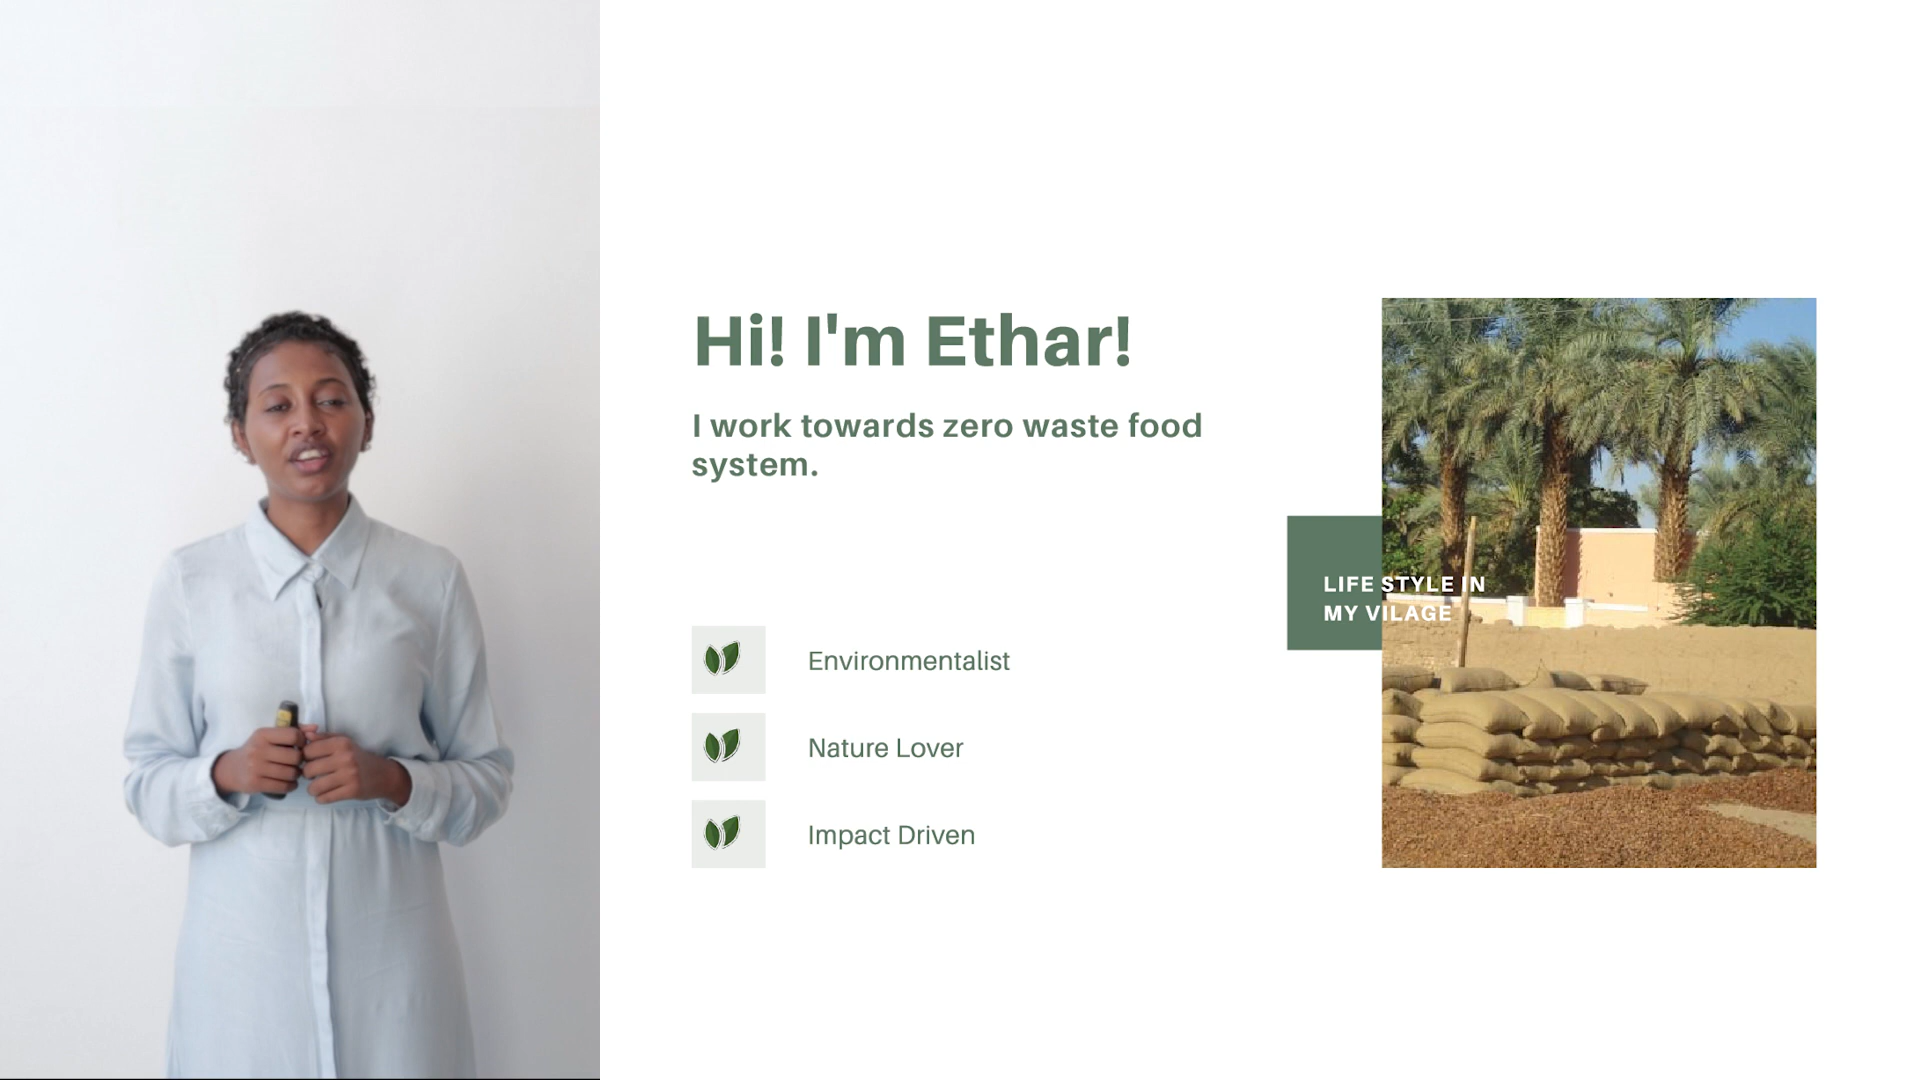 Hi! I'm Ethar!
I work towards zero waste food
system.
Environmentalist
Nature Lover
Impact Driven
LIFE STYLE IN
MY VILAGE